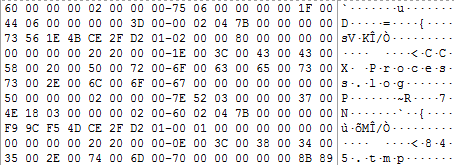 60 00 00 00 02 00 00 00-75 06 00 00 00 00 1F 00 `·······u·······
44 06 00 00 00 00 3D 00-00 02 04 7B 00 00 00 00 D·····=····{····
73 56 1E 4B CE 2F D2 01-02 00 00 80 00 00 00 00 sV·KÎ/Ò·········
00 00 00 00 20 20 00 00-1E 00 3C 00 43 00 43 00 ····  ····<·C·C·
58 00 20 00 50 00 72 00-6F 00 63 00 65 00 73 00 X· ·P·r·o·c·e·s·
73 00 2E 00 6C 00 6F 00-67 00 00 00 00 00 00 00 s·.·l·o·g·······
50 00 00 00 02 00 00 00-7E 52 03 00 00 00 37 00 P·······~R····7·
4E 18 03 00 00 00 02 00-60 02 04 7B 00 00 00 00 N·······`··{····
F9 9C F5 4D CE 2F D2 01-00 01 00 00 00 00 00 00 ù·õMÎ/Ò·········
00 00 00 00 20 20 00 00-0E 00 3C 00 38 00 34 00 ····  ····<·8·4·
35 00 2E 00 74 00 6D 00-70 00 00 00 00 00 8B 89 5·.·t·m·p·······